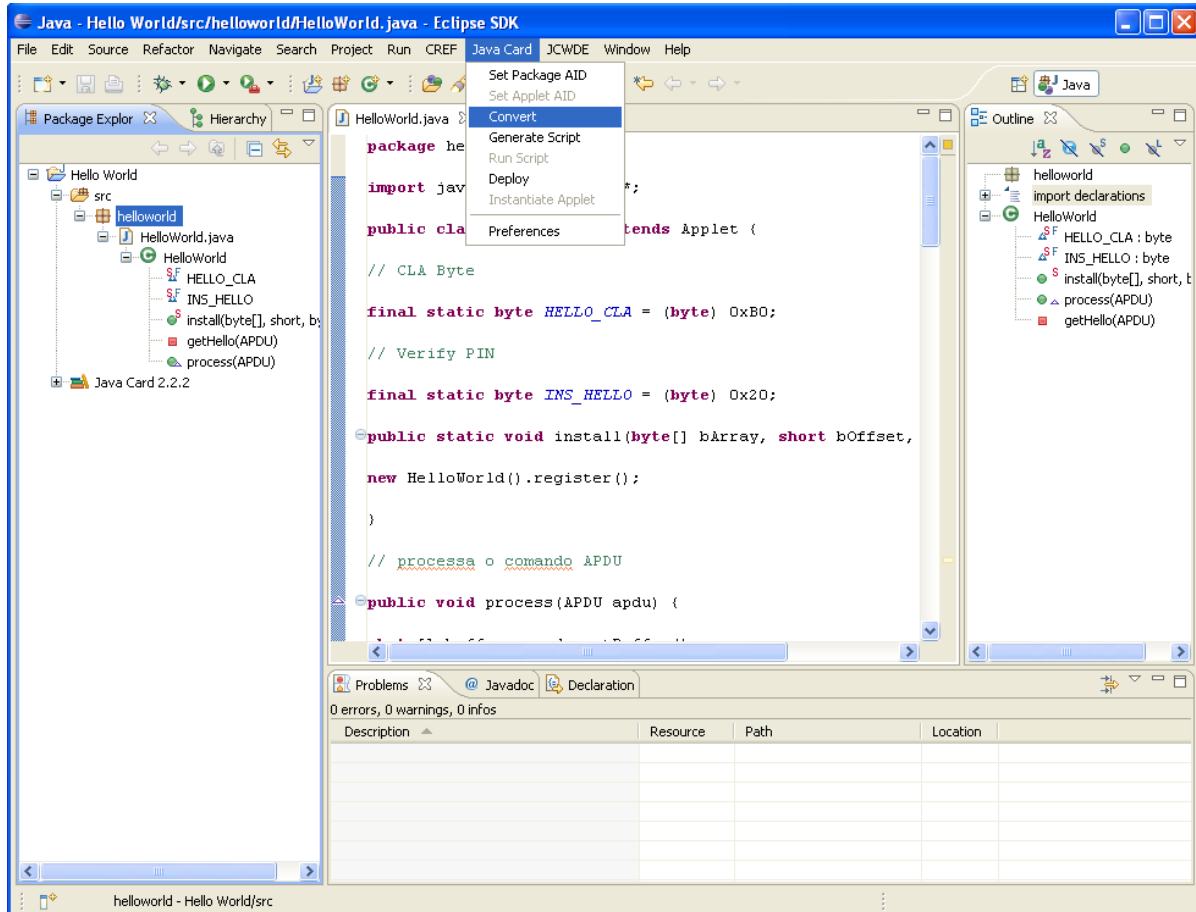 Java - Hello World/src/helloworld/HelloWorld.java - Eclipse SDK
File Edit Source Refactor Navigate Search Project Run CREF Java Card JCWDE Window Help
Set Package AID
Set Applet AID
Convert
Generate Script
Run Script
Deploy
Instantiate Applet
Preferences
Java
Package Explor Hierarchy
Hello World
src
helloworld
HelloWorld.java
HelloWorld
HELLO_CLA
INS_HELLO
install(byte[], short, by
getHello(APDU)
process(APDU)
Java Card 2.2.2
HelloWorld.java
package he
import jav *;
public cla tends Applet {
// CLA Byte
final static byte HELLO_CLA = (byte) 0xB0;
// Verify PIN
final static byte INS_HELLO = (byte) 0x20;
public static void install(byte[] bArray, short bOffset,
new HelloWorld().register();
}
// processa o comando APDU
public void process(APDU apdu) {
Outline
helloworld
import declarations
HelloWorld
HELLO_CLA : byte
INS_HELLO : byte
install(byte[], short, b
process(APDU)
getHello(APDU)
Problems @ Javadoc Declaration
0 errors, 0 warnings, 0 infos
Description Resource Path Location
helloworld - Hello World/src